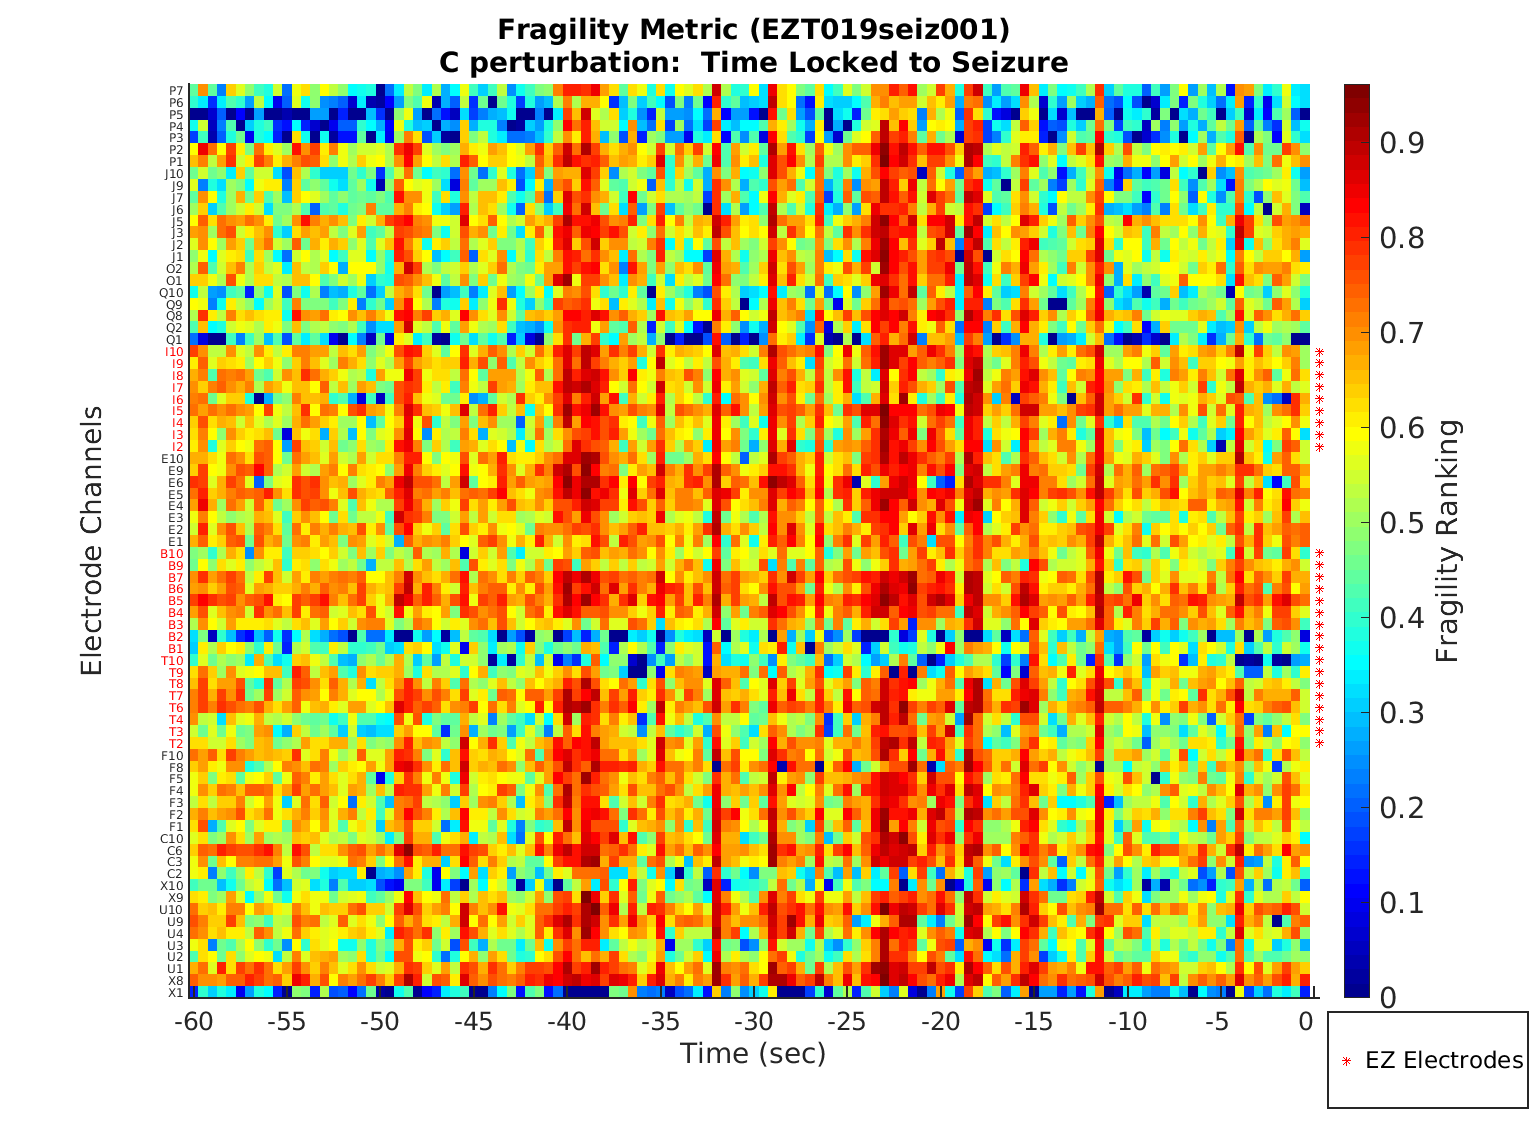 Fragility Metric (EZT019seiz001)
C perturbation:  Time Locked to Seizure
Electrode Channels
P7
P6
P5
P4
P3
P2
P1
J10
J9
J7
J6
J5
J3
J2
J1
O2
O1
Q10
Q9
Q8
Q2
Q1
I10
I9
I8
I7
I6
I5
I4
I3
I2
E10
E9
E6
E5
E4
E3
E2
E1
B10
B9
B7
B6
B5
B4
B3
B2
B1
T10
T9
T8
T7
T6
T4
T3
T2
F10
F8
F5
F4
F3
F2
F1
C10
C6
C3
C2
X10
X9
U10
U9
U4
U3
U2
U1
X8
X1
-60 -55 -50 -45 -40 -35 -30 -25 -20 -15 -10 -5 0
Time (sec)
0.9
0.8
0.7
0.6
0.5
0.4
0.3
0.2
0.1
0
Fragility Ranking
EZ Electrodes